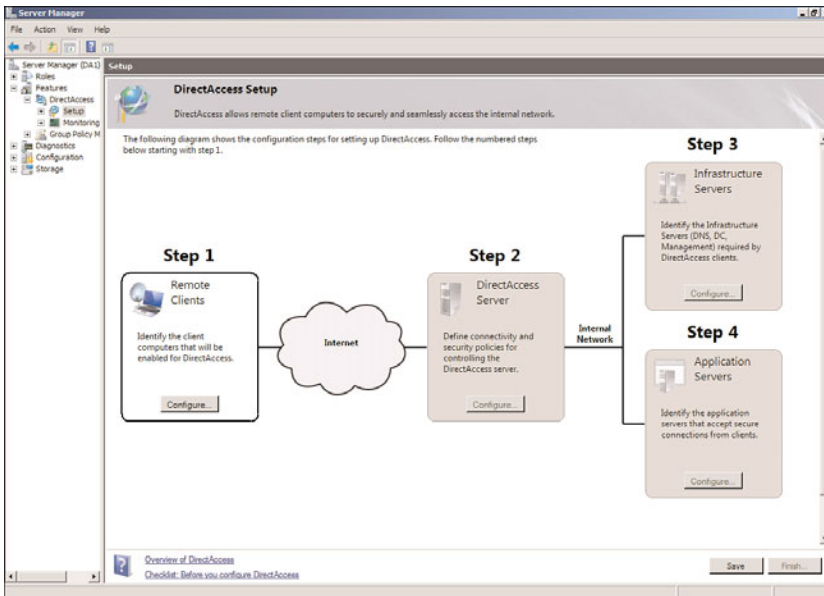 Server Manager
File Action View Help
Server Manager (DA1)
Roles
Features
DirectAccess
Setup
Monitoring
Group Policy M
Diagnostics
Configuration
Storage
Setup
DirectAccess Setup
DirectAccess allows remote client computers to securely and seamlessly access the internal network.
The following diagram shows the configuration steps for setting up DirectAccess. Follow the numbered steps
below starting with step 1.
Step 1
Remote
Clients
Identify the client
computers that will be
enabled for DirectAccess.
Configure...
Internet
Step 2
DirectAccess
Server
Define connectivity and
security policies for
controlling the
DirectAccess server.
Configure...
Internal
Network
Step 3
Infrastructure
Servers
Identify the Infrastructure
Servers (DNS, DC,
Management) required by
DirectAccess clients.
Configure...
Step 4
Application
Servers
Identify the application
servers that accept secure
connections from clients.
Configure...
Overview of DirectAccess
Checklist: Before you configure DirectAccess
Save
Finish...